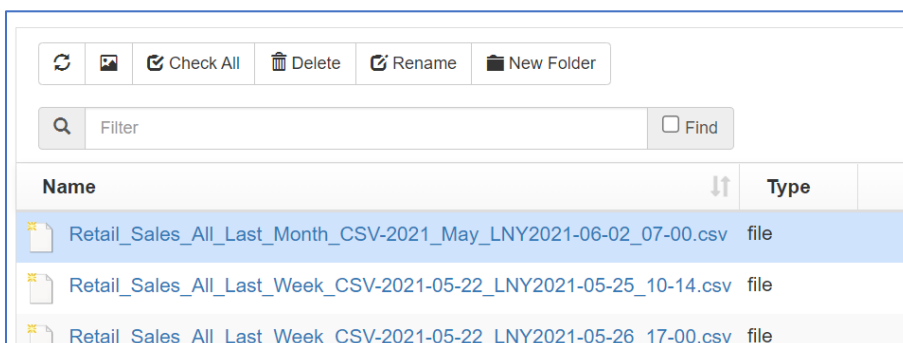 Check All Delete Rename New Folder
Filter Find
Name Type
Retail_Sales_All_Last_Month_CSV-2021_May_LNY2021-06-02_07-00.csv file
Retail_Sales_All_Last_Week_CSV-2021-05-22_LNY2021-05-25_10-14.csv file
Retail_Sales_All_Last_Week_CSV-2021-05-22_LNY2021-05-26_17-00.csv file